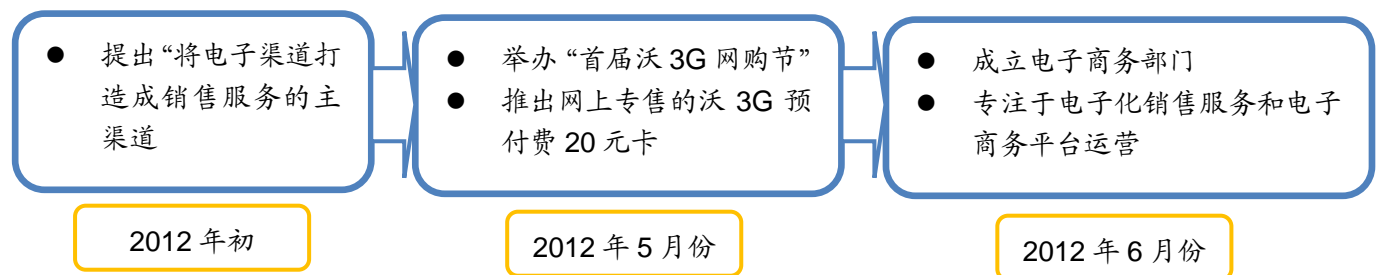 ● 提出“将电子渠道打
造成销售服务的主
渠道
● 举办“首届沃 3G 网购节”
● 推出网上专售的沃 3G 预
付费 20 元卡
● 成立电子商务部门
● 专注于电子化销售服务和电子
商务平台运营
2012 年初
2012 年 5 月份
2012 年 6 月份